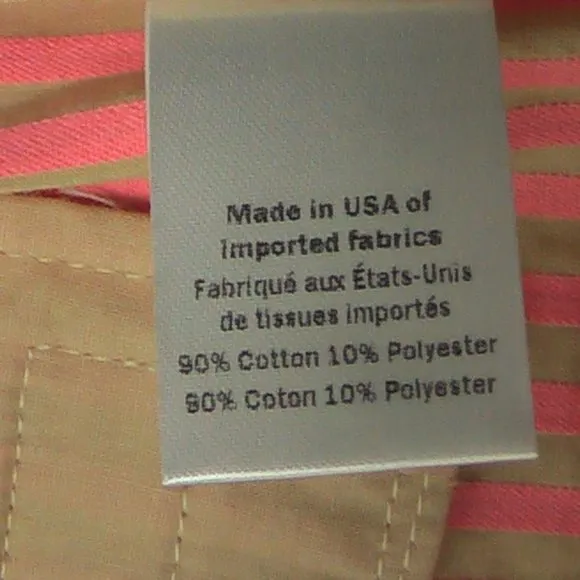 Made in USA of
Imported fabrics
Fabriqué aux États-Unis
de tissues importés
90% Cotton 10% Polyester
90% Coton 10% Polyester